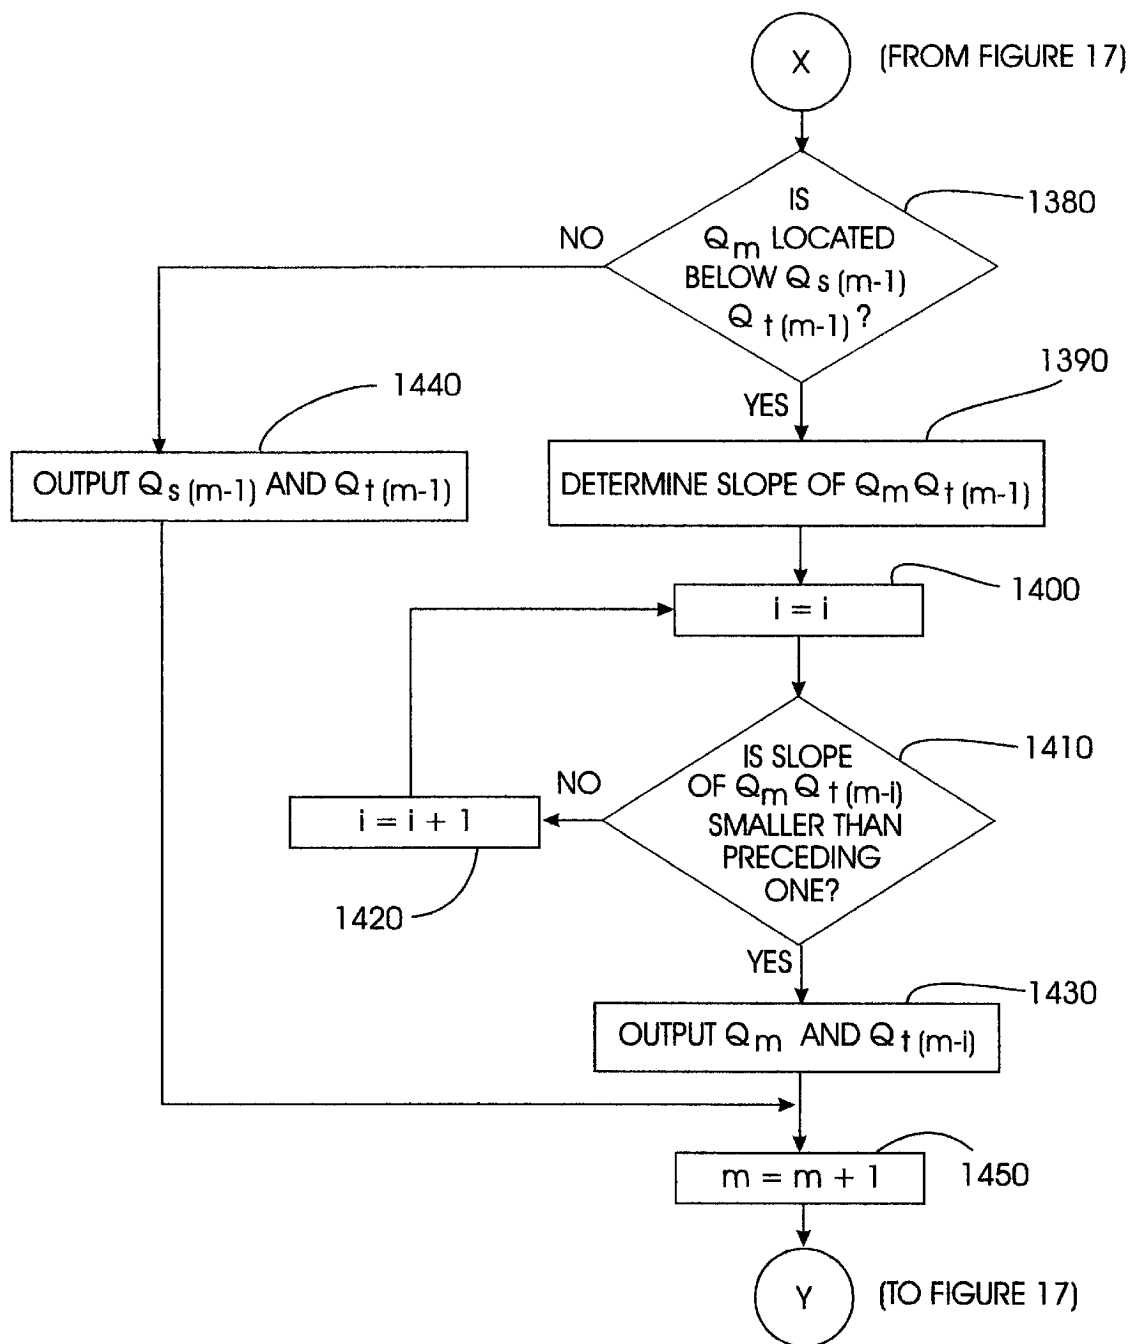 X (FROM FIGURE 17)
IS
Qm LOCATED
BELOW Qs(m-1)
Qt(m-1)?
1380
NO
YES
1390
1440
OUTPUT Qs(m-1) AND Qt(m-1)
DETERMINE SLOPE OF QmQt(m-1)
1400
i = i
IS SLOPE
OF QmQt(m-i)
SMALLER THAN
PRECEDING
ONE?
1410
NO
i = i + 1
1420
YES
1430
OUTPUT Qm AND Qt(m-i)
m = m + 1
1450
Y (TO FIGURE 17)